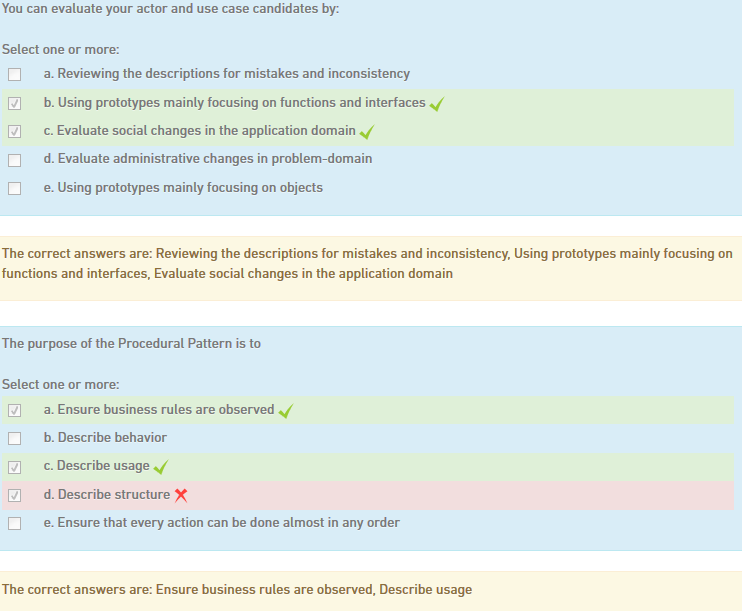 You can evaluate your actor and use case candidates by:
Select one or more:
a. Reviewing the descriptions for mistakes and inconsistency
b. Using prototypes mainly focusing on functions and interfaces
c. Evaluate social changes in the application domain
d. Evaluate administrative changes in problem-domain
e. Using prototypes mainly focusing on objects
The correct answers are: Reviewing the descriptions for mistakes and inconsistency, Using prototypes mainly focusing on
functions and interfaces, Evaluate social changes in the application domain
The purpose of the Procedural Pattern is to
Select one or more:
a. Ensure business rules are observed
b. Describe behavior
c. Describe usage
d. Describe structure
e. Ensure that every action can be done almost in any order
The correct answers are: Ensure business rules are observed, Describe usage